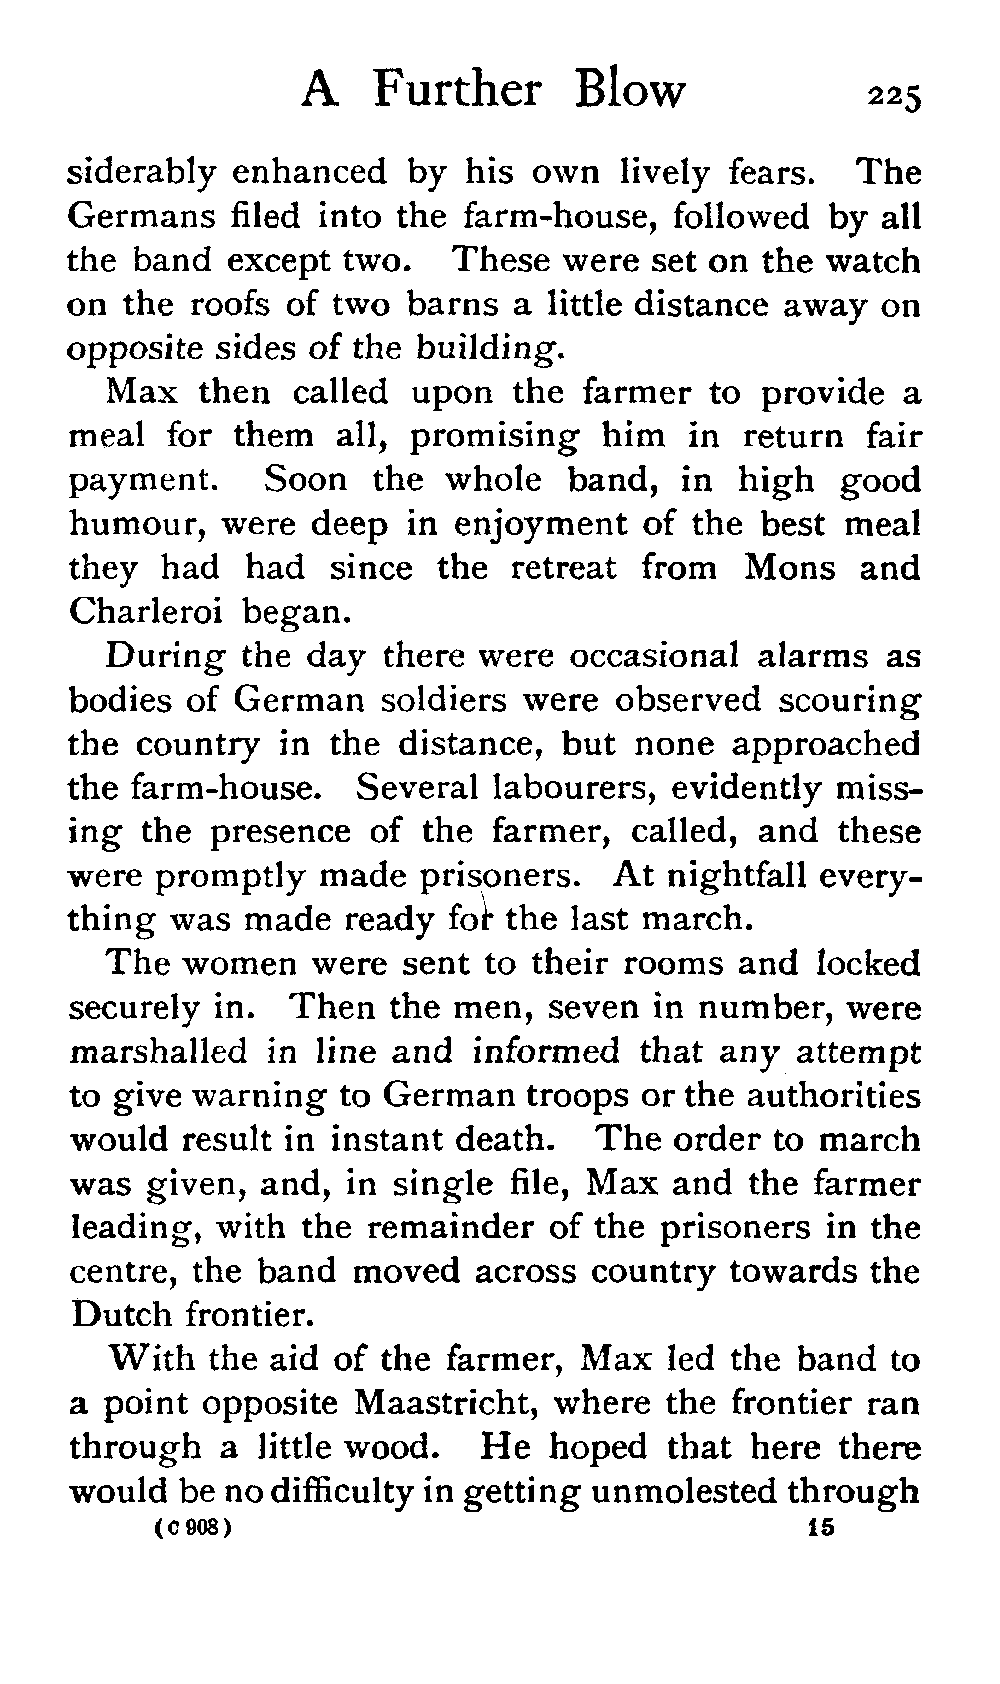 A Further Blow 225
siderably enhanced by his own lively fears. The
Germans filed into the farm-house, followed by all
the band except two. These were set on the watch
on the roofs of two barns a little distance away on
opposite sides of the building.
Max then called upon the farmer to provide a
meal for them all, promising him in return fair
payment. Soon the whole band, in high good
humour, were deep in enjoyment of the best meal
they had had since the retreat from Mons and
Charleroi began.
During the day there were occasional alarms as
bodies of German soldiers were observed scouring
the country in the distance, but none approached
the farm-house. Several labourers, evidently miss-
ing the presence of the farmer, called, and these
were promptly made prisoners. At nightfall every-
thing was made ready for the last march.
The women were sent to their rooms and locked
securely in. Then the men, seven in number, were
marshalled in line and informed that any attempt
to give warning to German troops or the authorities
would result in instant death. The order to march
was given, and, in single file, Max and the farmer
leading, with the remainder of the prisoners in the
centre, the band moved across country towards the
Dutch frontier.
With the aid of the farmer, Max led the band to
a point opposite Maastricht, where the frontier ran
through a little wood. He hoped that here there
would be no difficulty in getting unmolested through
(C 908) 15